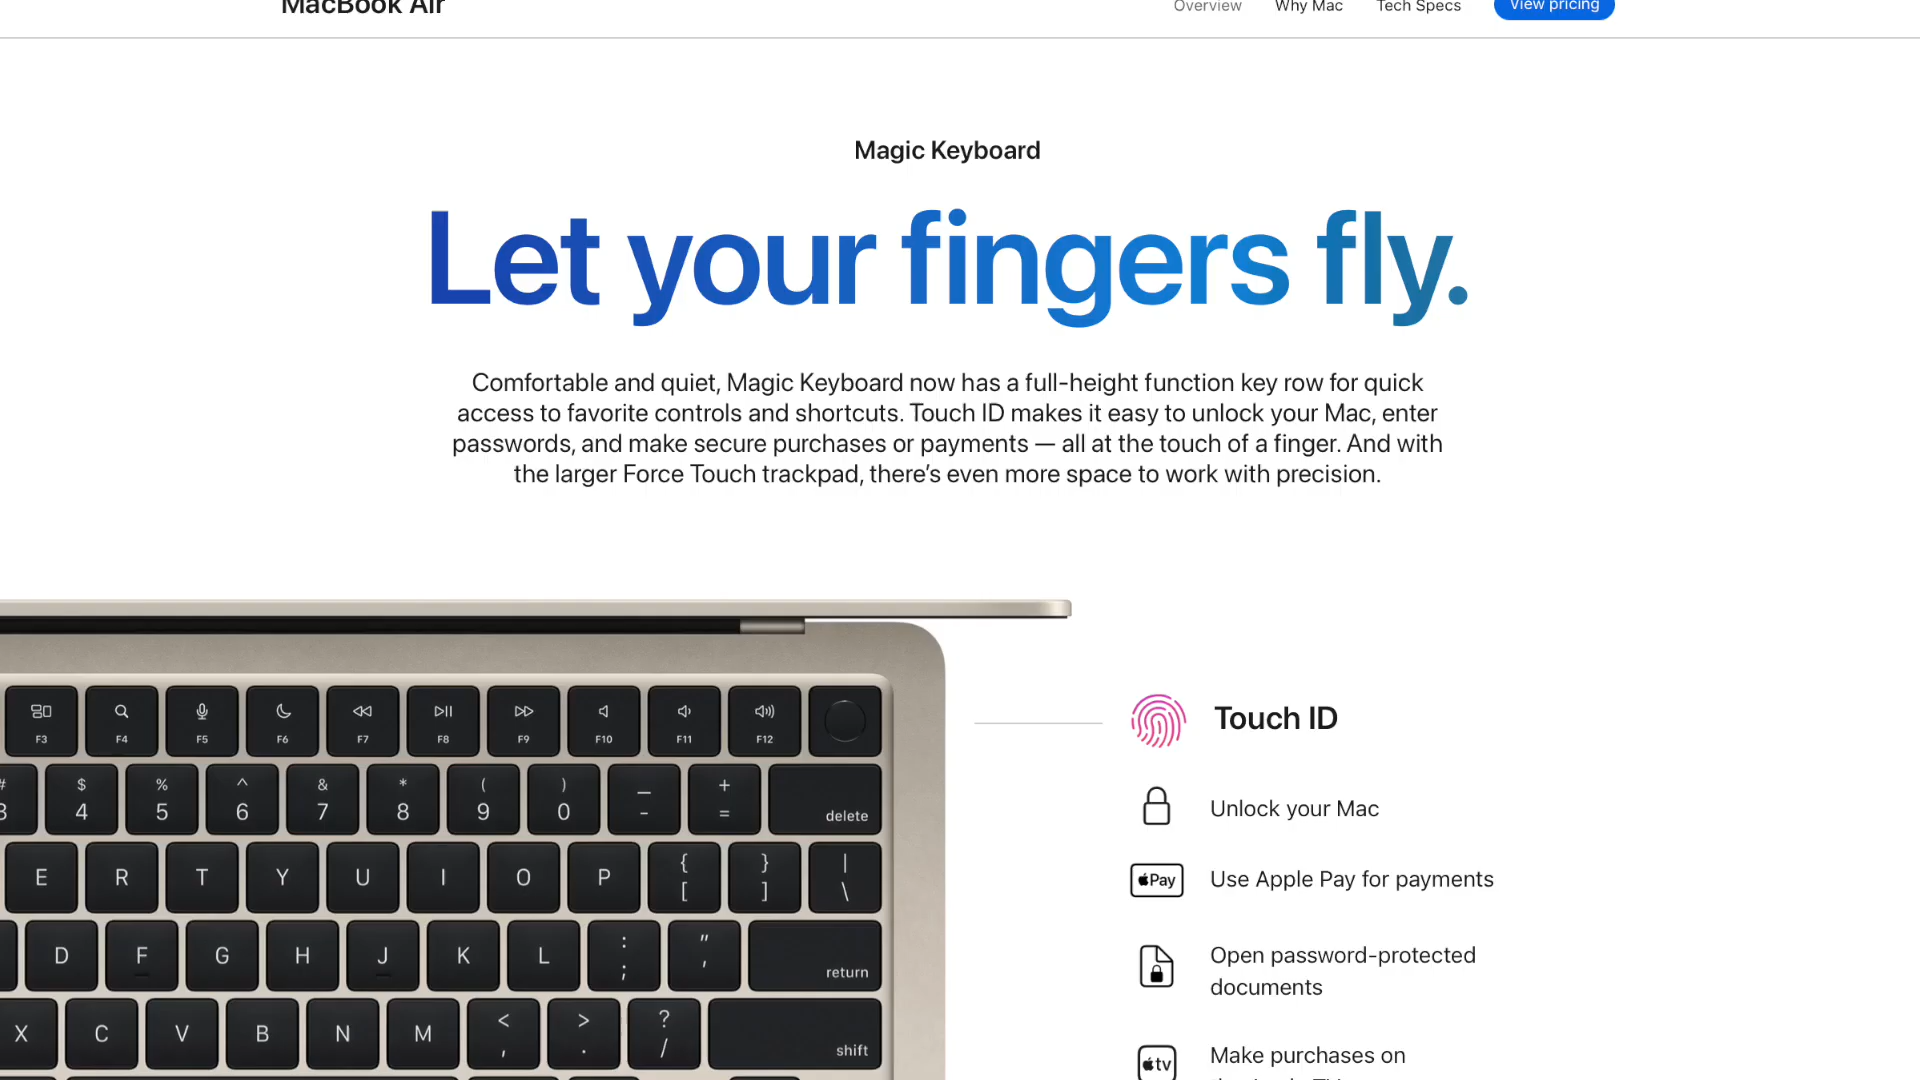 MacBook Air
Overview Why Mac Tech Specs View pricing
Magic Keyboard
Let your fingers fly.
Comfortable and quiet, Magic Keyboard now has a full-height function key row for quick
access to favorite controls and shortcuts. Touch ID makes it easy to unlock your Mac, enter
passwords, and make secure purchases or payments — all at the touch of a finger. And with
the larger Force Touch trackpad, there’s even more space to work with precision.
F3 F4 F5 F6 F7 F8 F9 F10 F11 F12
# $ % ^ & * ( ) — +
3 4 5 6 7 8 9 0 - = delete
E R T Y U I O P { [ } ] | \
D F G H J K L : ; " ' return
X C V B N M < , > . ? / shift
Touch ID
Unlock your Mac
Pay
Use Apple Pay for payments
Open password-protected
documents
tv
Make purchases on